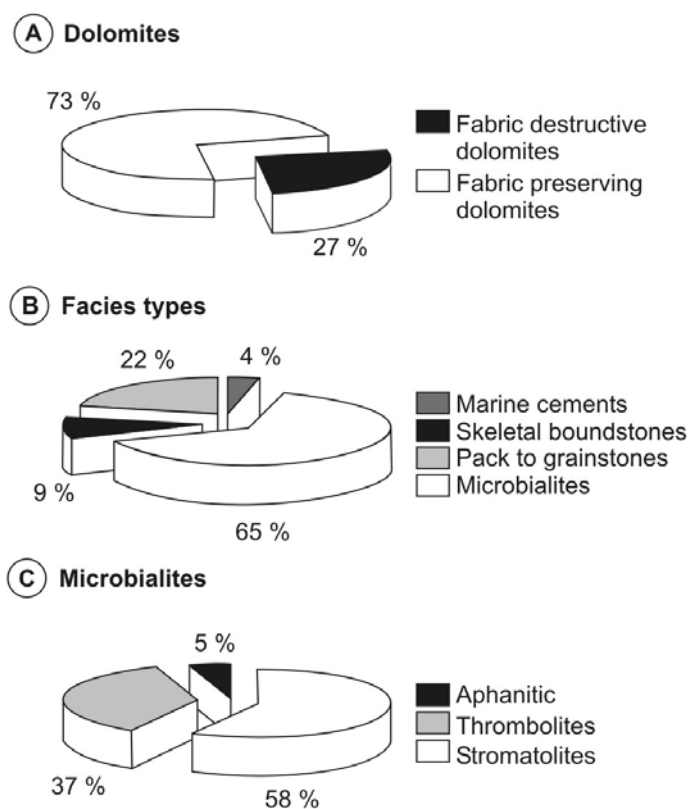 A Dolomites
73 %
Fabric destructive
dolomites
Fabric preserving
dolomites
27 %
B Facies types
22 %
4 %
Marine cements
Skeletal boundstones
Pack to grainstones
Microbialites
9 %
65 %
C Microbialites
5 %
Aphanitic
Thrombolites
Stromatolites
37 %
58 %